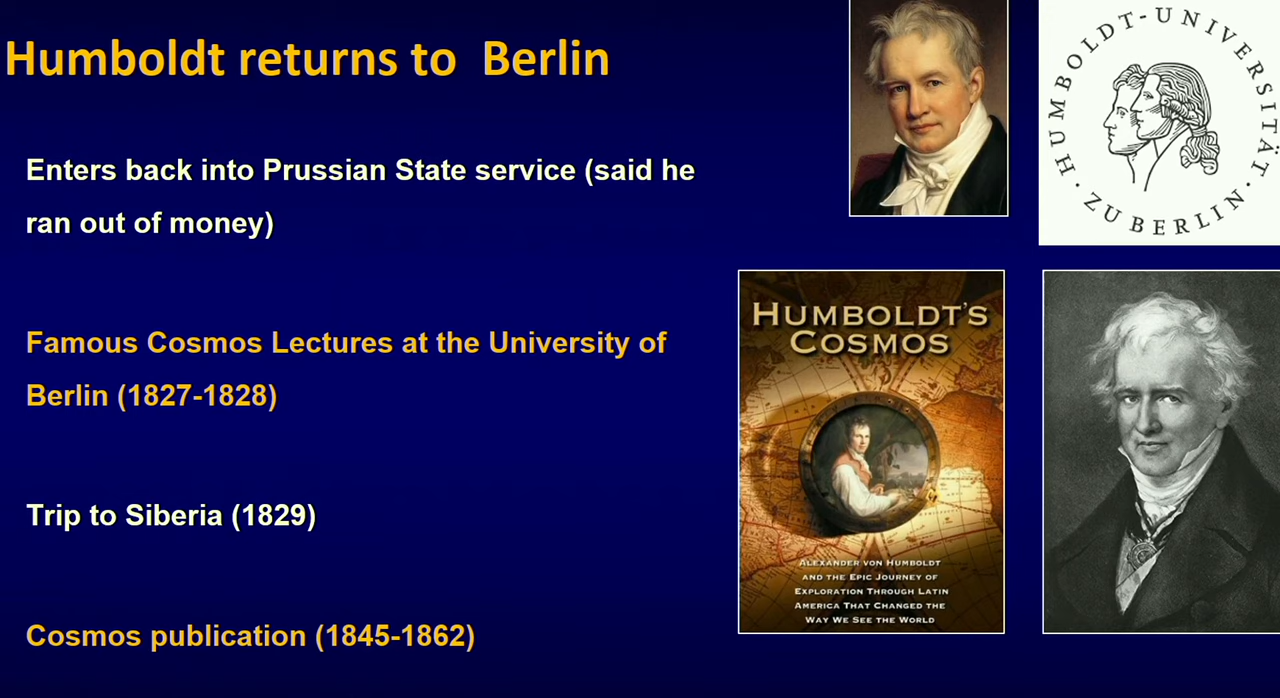 Humboldt returns to Berlin
Enters back into Prussian State service (said he
ran out of money)
Famous Cosmos Lectures at the University of
Berlin (1827-1828)
Trip to Siberia (1829)
Cosmos publication (1845-1862)
HUMBOLDT-UNIVERSITÄT
· ZU BERLIN ·
HUMBOLDT'S
COSMOS
ALEXANDER VON HUMBOLDT
AND THE EPIC JOURNEY OF
EXPLORATION THROUGH LATIN
AMERICA THAT CHANGED THE
WAY WE SEE THE WORLD